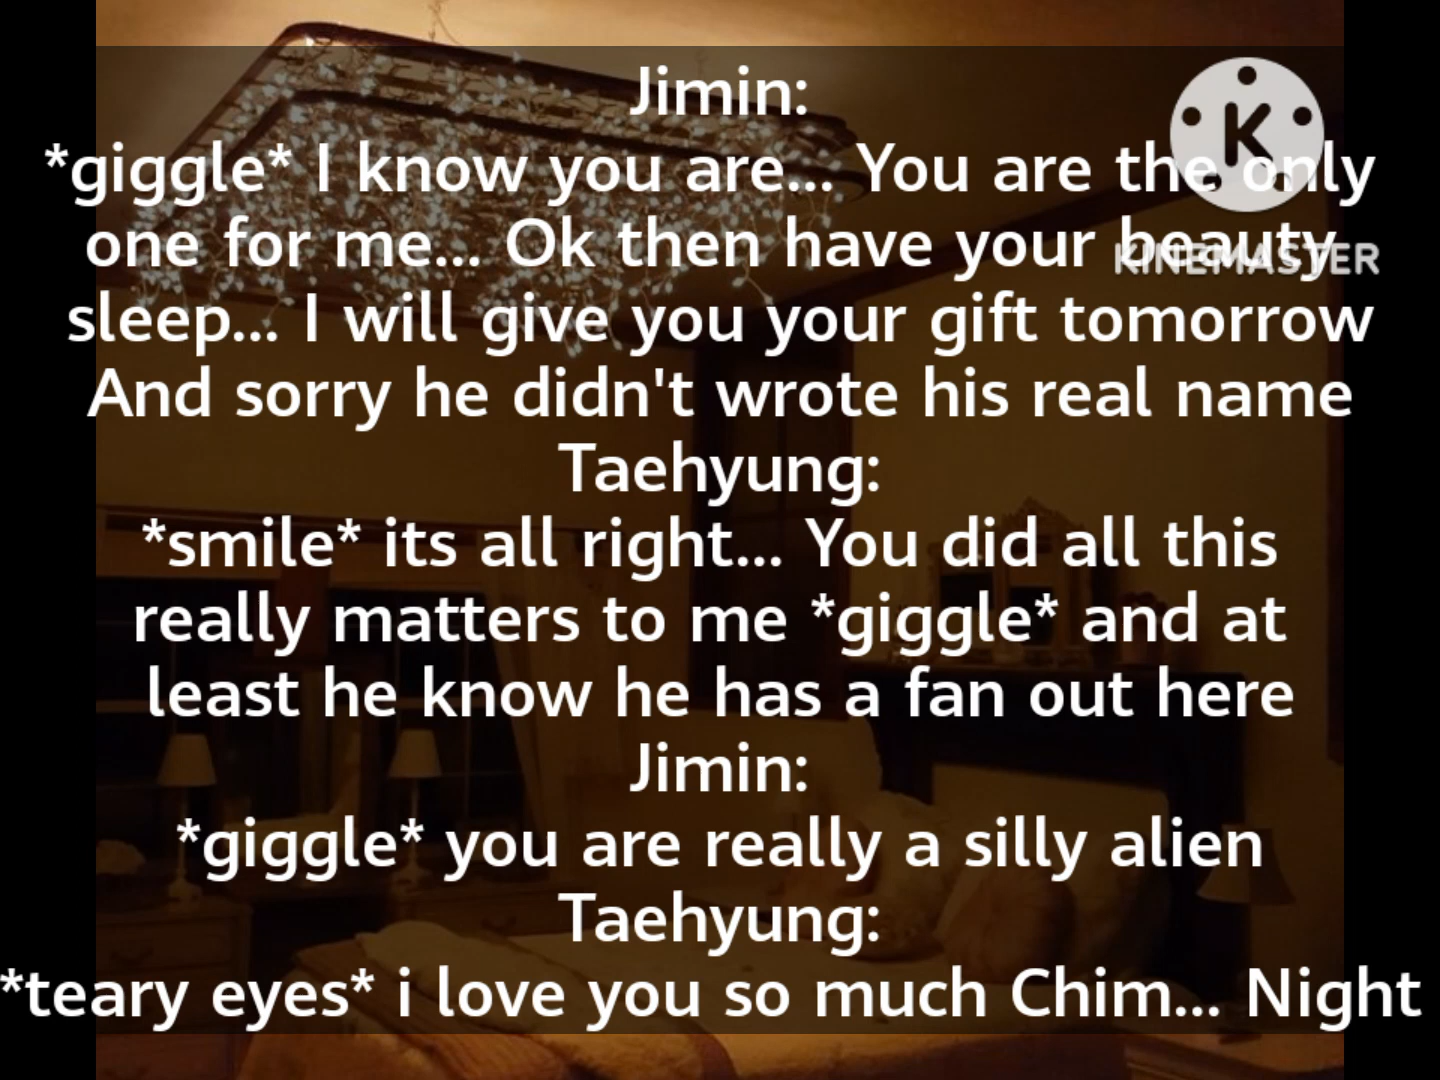 Jimin:
*giggle* I know you are... You are the only
one for me... Ok then have your beauty
sleep... I will give you your gift tomorrow
And sorry he didn't wrote his real name
Taehyung:
*smile* its all right... You did all this
really matters to me *giggle* and at
least he know he has a fan out here
Jimin:
*giggle* you are really a silly alien
Taehyung:
*teary eyes* i love you so much Chim... Night
K
KINEMASTER